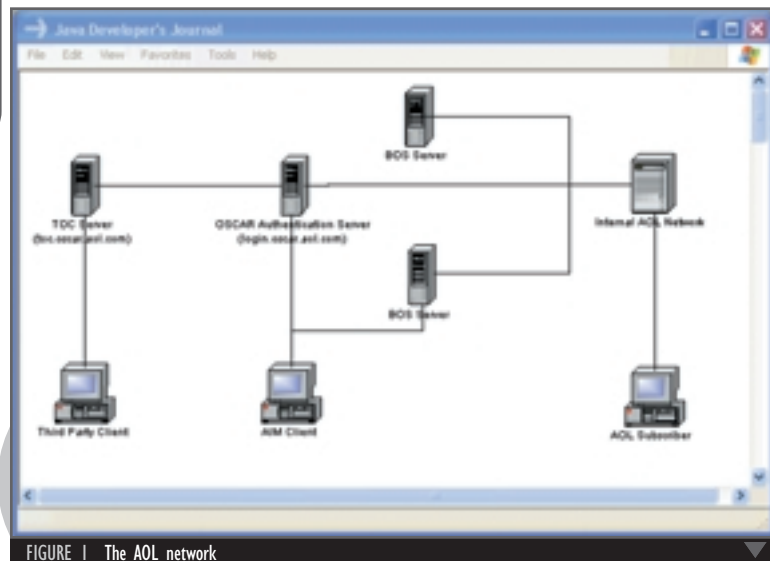 Java Developer's Journal
File Edit View Favorites Tools Help
BOS Server
TOC Server
(toc.oscar.aol.com)
OSCAR Authentication Server
(login.oscar.aol.com)
Internal AOL Network
BOS Server
Third Party Client
AIM Client
AOL Subscriber
FIGURE 1 The AOL network